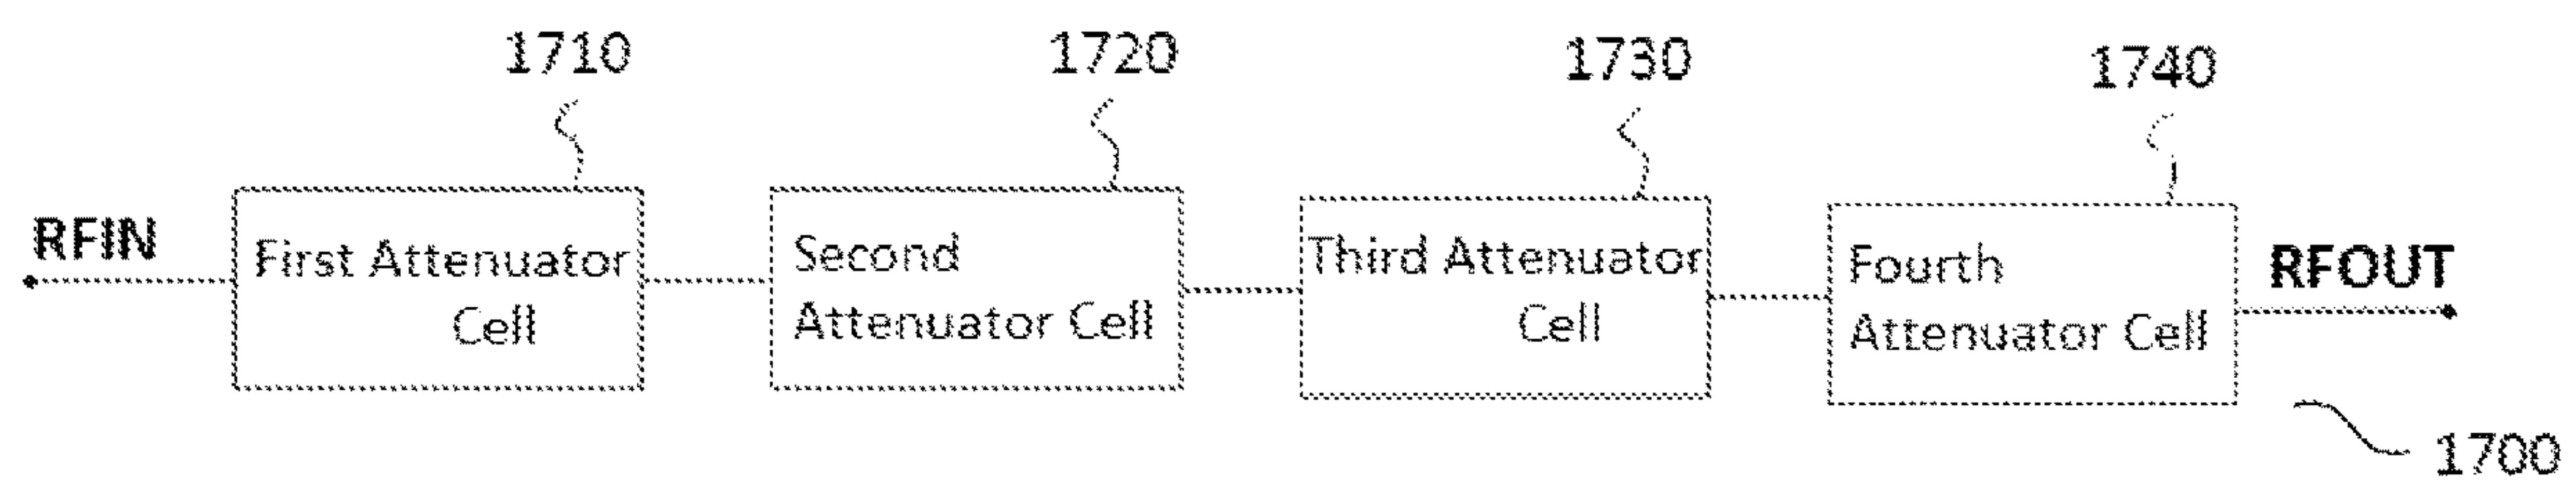 1710
1720
1730
1740
RFIN
First Attenuator
Cell
Second
Attenuator Cell
Third Attenuator
Cell
Fourth
Attenuator Cell
RFOUT
1700